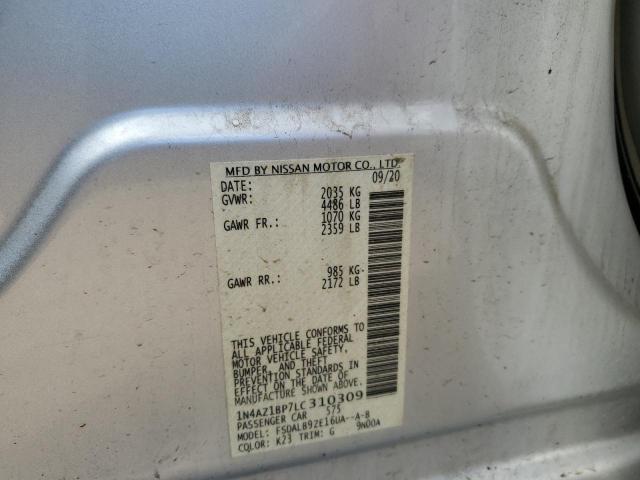 MFD BY NISSAN MOTOR CO., LTD.
DATE: 09/20
GVWR: 2035 KG
4486 LB
GAWR FR.: 1070 KG
2359 LB
GAWR RR.: 985 KG
2172 LB
THIS VEHICLE CONFORMS TO
ALL APPLICABLE FEDERAL
MOTOR VEHICLE SAFETY,
BUMPER, AND THEFT
PREVENTION STANDARDS IN
EFFECT ON THE DATE OF
MANUFACTURE SHOWN ABOVE.
1N4AZ1BP7LC310309
PASSENGER CAR 575
MODEL: FSDALB9ZE16UA--A-B
COLOR: K23 TRIM: G 9N00A